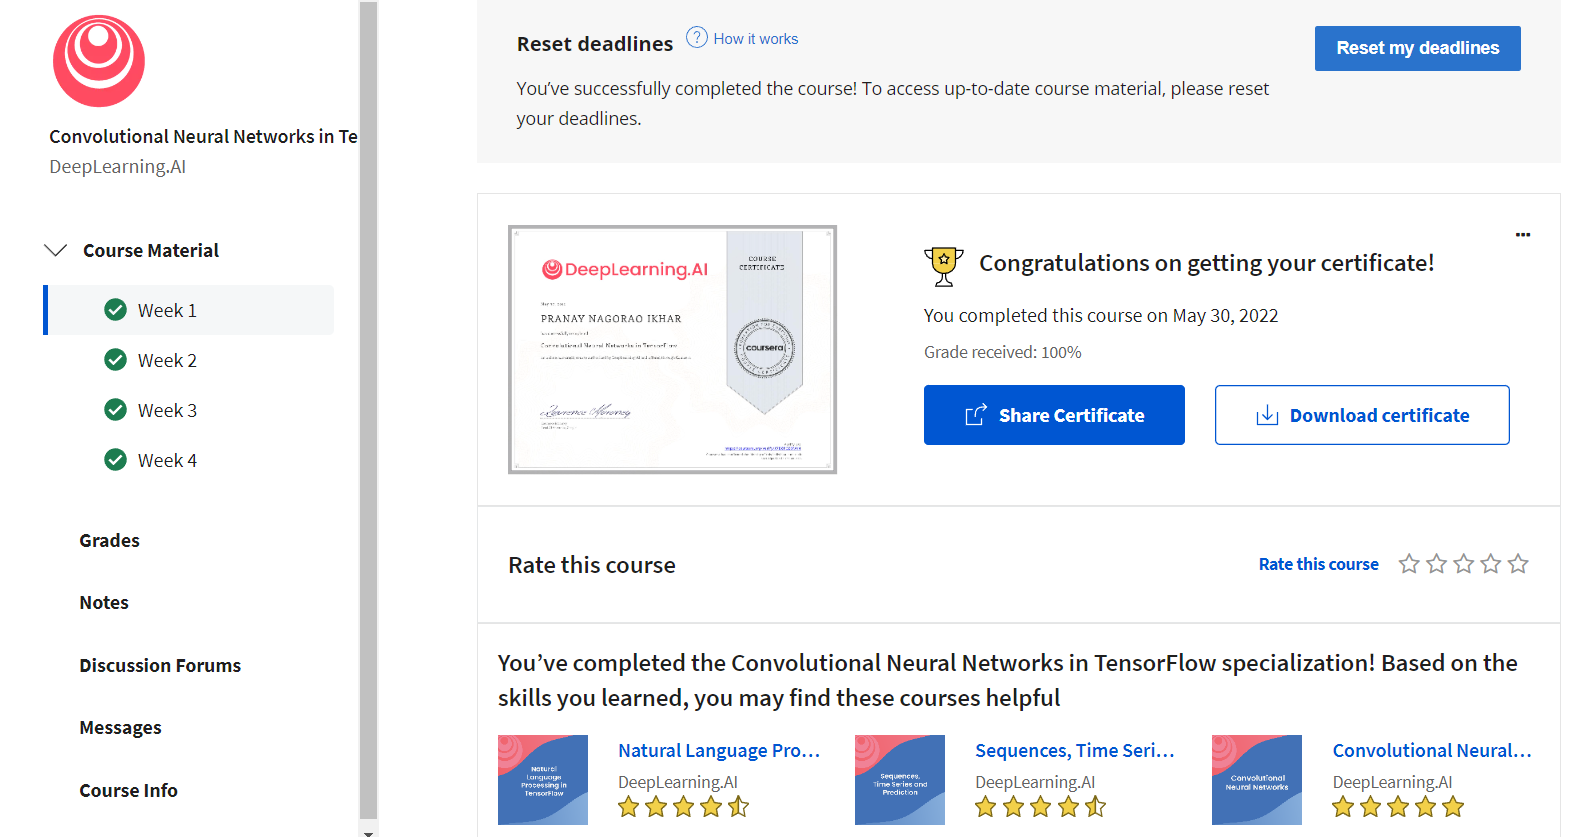 Convolutional Neural Networks in Te
DeepLearning.AI
Course Material
Week 1
Week 2
Week 3
Week 4
Grades
Notes
Discussion Forums
Messages
Course Info
Reset deadlines
? How it works
You've successfully completed the course! To access up-to-date course material, please reset
your deadlines.
Reset my deadlines
DeepLearning.AI
COURSE
CERTIFICATE
PRANAY NAGORAO IKHAR
Convolutional Neural Networks in TensorFlow
coursera
Congratulations on getting your certificate!
You completed this course on May 30, 2022
Grade received: 100%
Share Certificate
Download certificate
Rate this course
Rate this course
You've completed the Convolutional Neural Networks in TensorFlow specialization! Based on the
skills you learned, you may find these courses helpful
Natural
Language
Processing in
TensorFlow
Natural Language Pro...
DeepLearning.AI
Sequences,
Time Series and
Prediction
Sequences, Time Seri...
DeepLearning.AI
Convolutional
Neural Networks
Convolutional Neural...
DeepLearning.AI